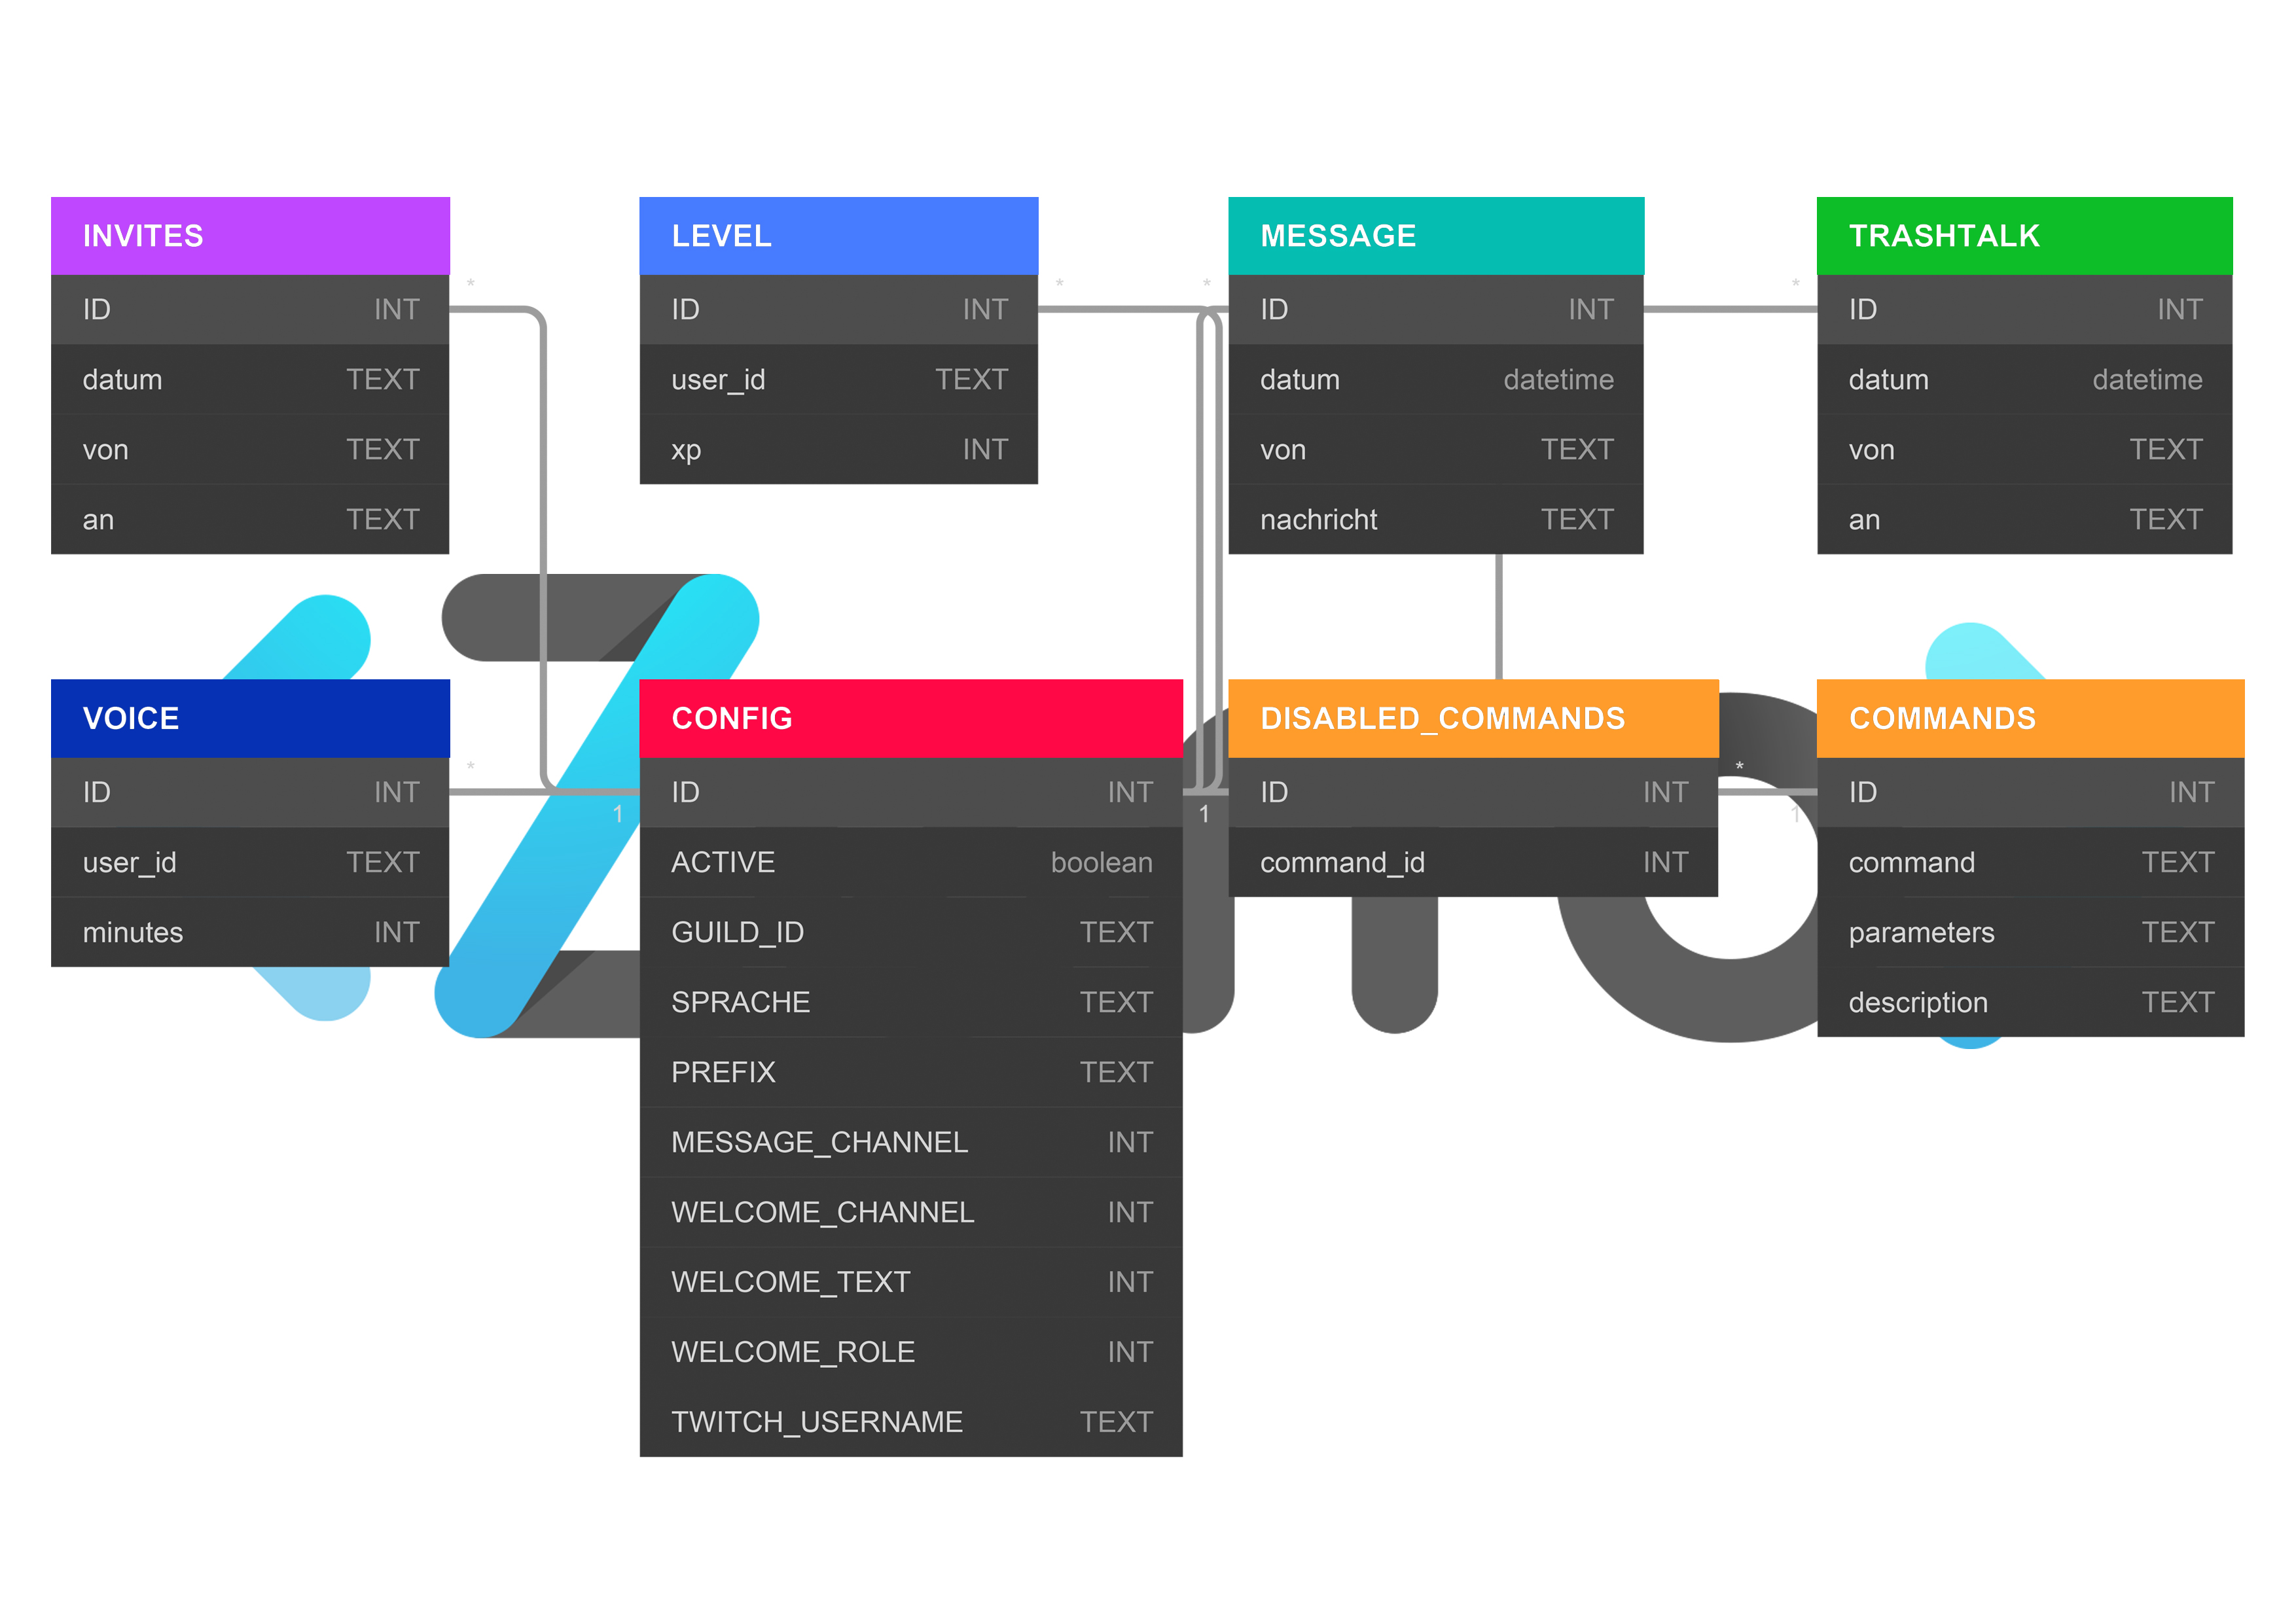 INVITES
* 
ID INT
datum TEXT
von TEXT
an TEXT
LEVEL
*
ID INT
user_id TEXT
xp INT
*
MESSAGE
ID INT
datum datetime
von TEXT
nachricht TEXT
*
TRASHTALK
ID INT
datum datetime
von TEXT
an TEXT
VOICE
*
ID INT
user_id TEXT
minutes INT
1
CONFIG
ID INT
ACTIVE boolean
GUILD_ID TEXT
SPRACHE TEXT
PREFIX TEXT
MESSAGE_CHANNEL INT
WELCOME_CHANNEL INT
WELCOME_TEXT INT
WELCOME_ROLE INT
TWITCH_USERNAME TEXT
1
DISABLED_COMMANDS
*
ID INT
command_id INT
1
COMMANDS
ID INT
command TEXT
parameters TEXT
description TEXT